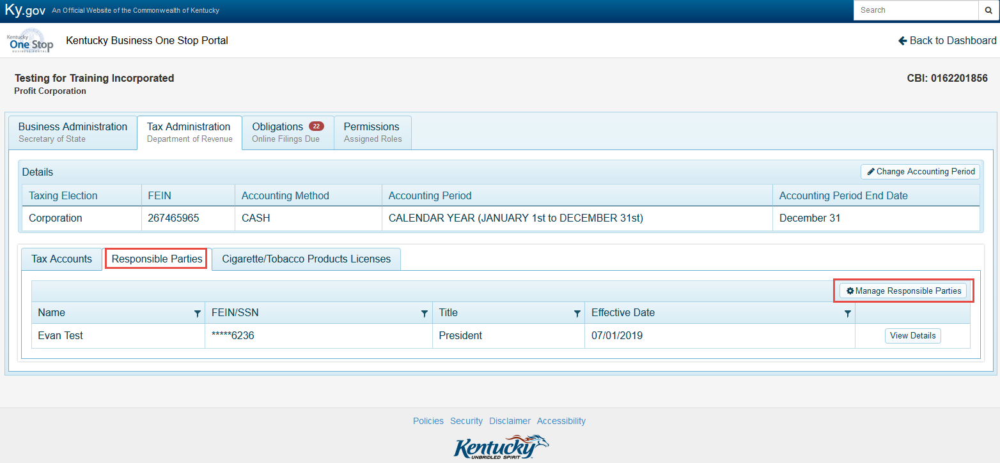 Ky.gov An Official Website of the Commonwealth of Kentucky Search
Kentucky
One Stop
BUSINESS PORTAL
Kentucky Business One Stop Portal Back to Dashboard
Testing for Training Incorporated CBI: 0162201856
Profit Corporation
Business Administration Tax Administration Obligations 22 Permissions
Secretary of State Department of Revenue Online Filings Due Assigned Roles
Details Change Accounting Period
Taxing Election FEIN Accounting Method Accounting Period Accounting Period End Date
Corporation 267465965 CASH CALENDAR YEAR (JANUARY 1st to DECEMBER 31st) December 31
Tax Accounts Responsible Parties Cigarette/Tobacco Products Licenses
Manage Responsible Parties
Name FEIN/SSN Title Effective Date
Evan Test *****6236 President 07/01/2019 View Details
Policies Security Disclaimer Accessibility
Kentucky
UNBRIDLED SPIRIT